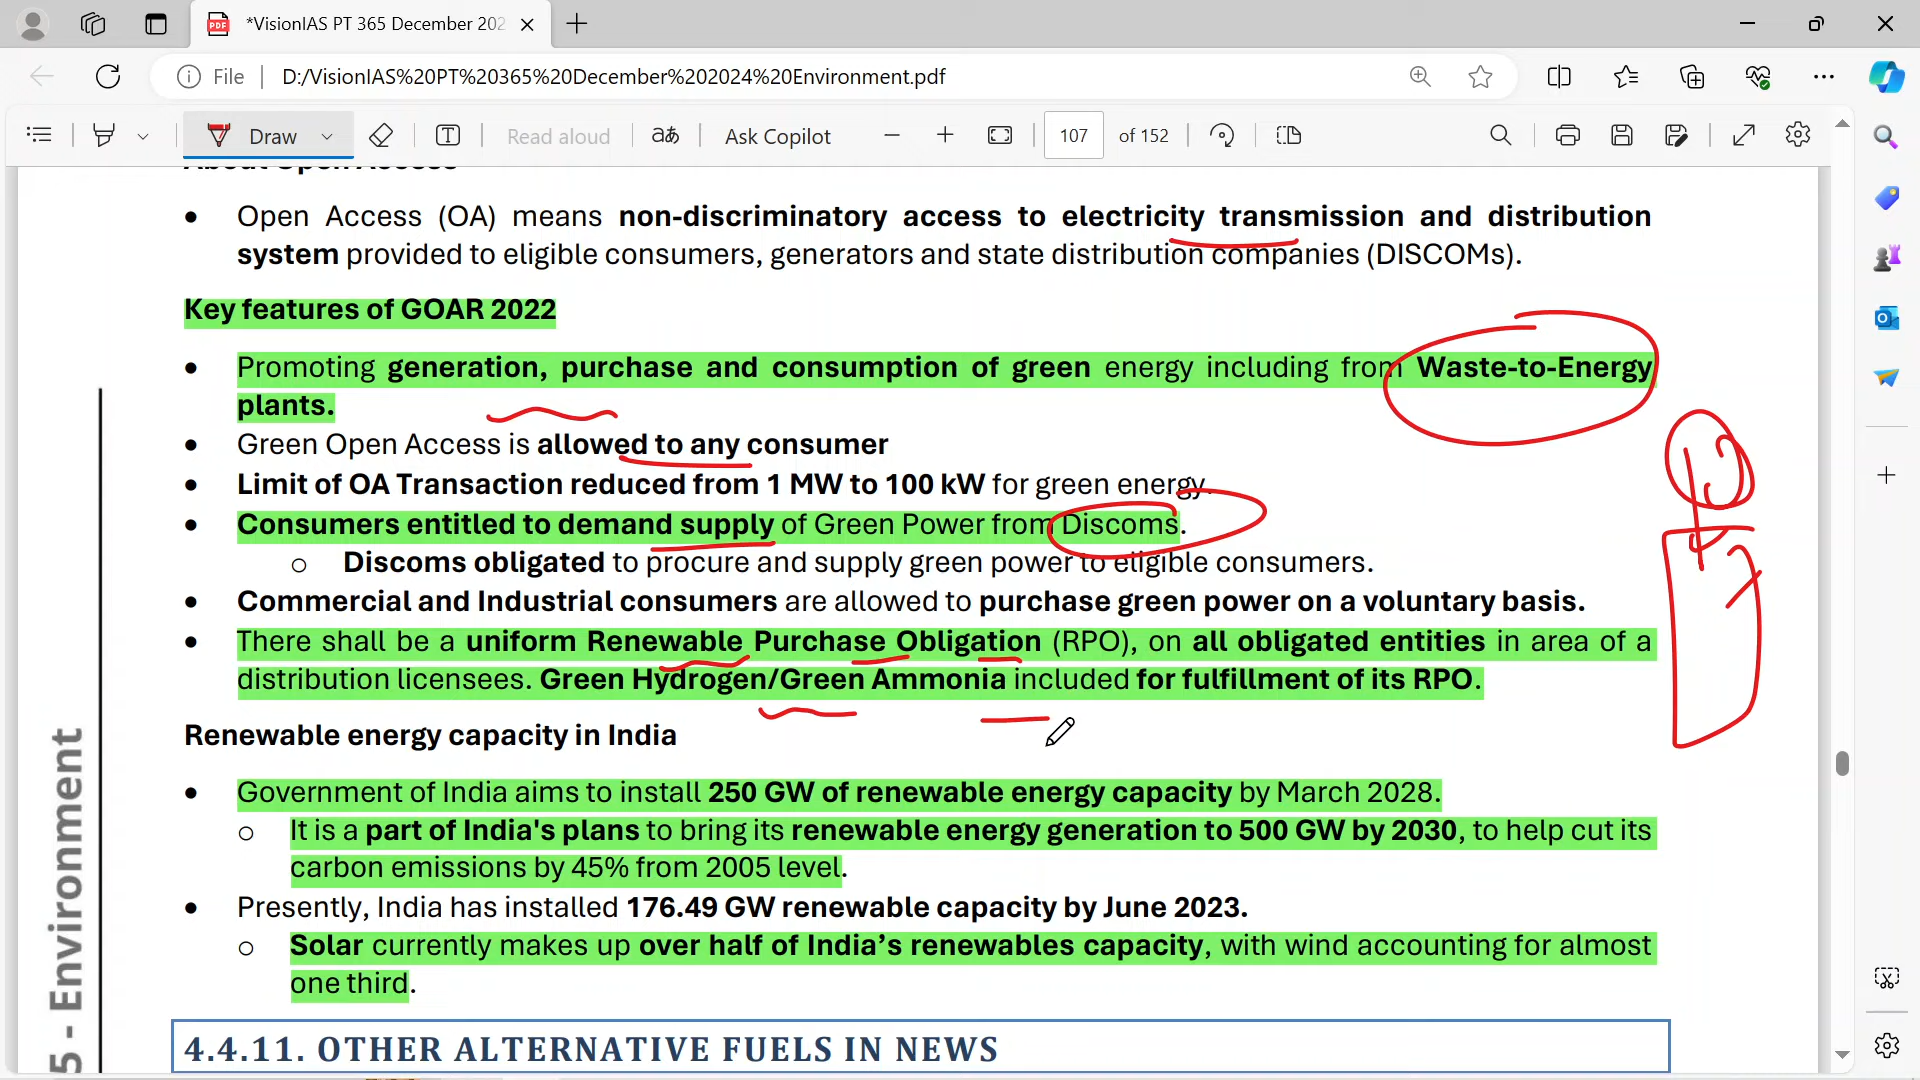 *VisionIAS PT 365 December 202
File
D:/VisionIAS%20PT%20365%20December%202024%20Environment.pdf
Draw
Read aloud
Ask Copilot
107 of 152
About Open Access
• Open Access (OA) means non-discriminatory access to electricity transmission and distribution
system provided to eligible consumers, generators and state distribution companies (DISCOMs).
Key features of GOAR 2022
• Promoting generation, purchase and consumption of green energy including from Waste-to-Energy
plants.
• Green Open Access is allowed to any consumer
• Limit of OA Transaction reduced from 1 MW to 100 kW for green energy.
• Consumers entitled to demand supply of Green Power from Discoms.
o Discoms obligated to procure and supply green power to eligible consumers.
• Commercial and Industrial consumers are allowed to purchase green power on a voluntary basis.
• There shall be a uniform Renewable Purchase Obligation (RPO), on all obligated entities in area of a
distribution licensees. Green Hydrogen/Green Ammonia included for fulfillment of its RPO.
Renewable energy capacity in India
• Government of India aims to install 250 GW of renewable energy capacity by March 2028.
o It is a part of India's plans to bring its renewable energy generation to 500 GW by 2030, to help cut its
carbon emissions by 45% from 2005 level.
• Presently, India has installed 176.49 GW renewable capacity by June 2023.
o Solar currently makes up over half of India’s renewables capacity, with wind accounting for almost
one third.
4.4.11. OTHER ALTERNATIVE FUELS IN NEWS
5 - Environment